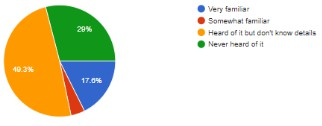 Very familiar
Somewhat familiar
Heard of it but don't know details
Never heard of it
29%
49.3%
17.6%